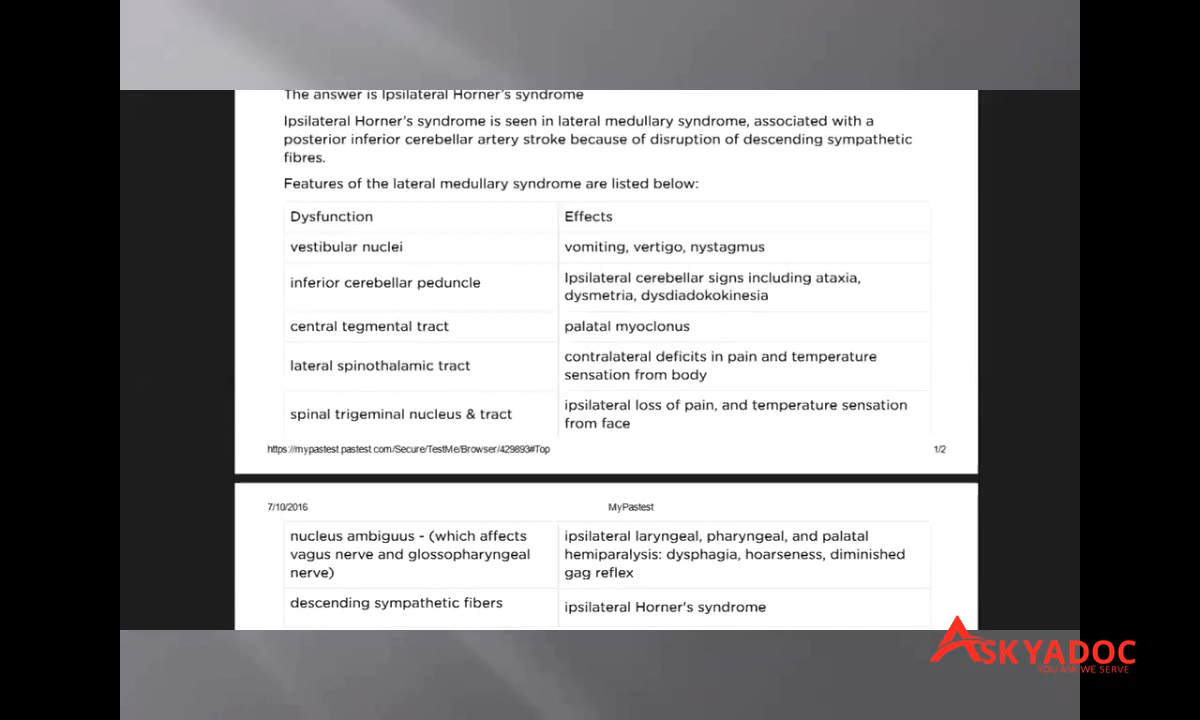 The answer is Ipsilateral Horner's syndrome
Ipsilateral Horner's syndrome is seen in lateral medullary syndrome, associated with a
posterior inferior cerebellar artery stroke because of disruption of descending sympathetic
fibres.
Features of the lateral medullary syndrome are listed below:
Dysfunction
Effects
vestibular nuclei
vomiting, vertigo, nystagmus
inferior cerebellar peduncle
Ipsilateral cerebellar signs including ataxia,
dysmetria, dysdiadokokinesia
central tegmental tract
palatal myoclonus
lateral spinothalamic tract
contralateral deficits in pain and temperature
sensation from body
spinal trigeminal nucleus & tract
ipsilateral loss of pain, and temperature sensation
from face
https://mypastest.pastest.com/Secure/TestMe/Browser/429893#Top
1/2
7/10/2016
MyPastest
nucleus ambiguus - (which affects
vagus nerve and glossopharyngeal
nerve)
ipsilateral laryngeal, pharyngeal, and palatal
hemiparalysis: dysphagia, hoarseness, diminished
gag reflex
descending sympathetic fibers
ipsilateral Horner's syndrome
ASKYADOC
YOU ASK WE SERVE